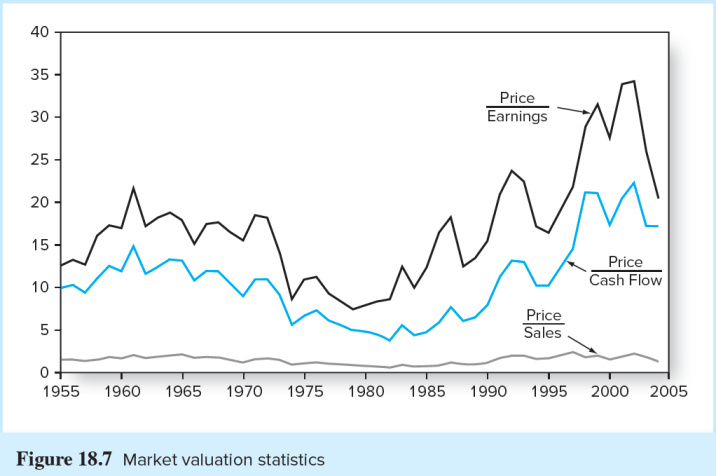 40
35
30
25
20
15
10
5
0
Price
Earnings
Price
Cash Flow
Price
Sales
1955 1960 1965 1970 1975 1980 1985 1990 1995 2000 2005
Figure 18.7 Market valuation statistics